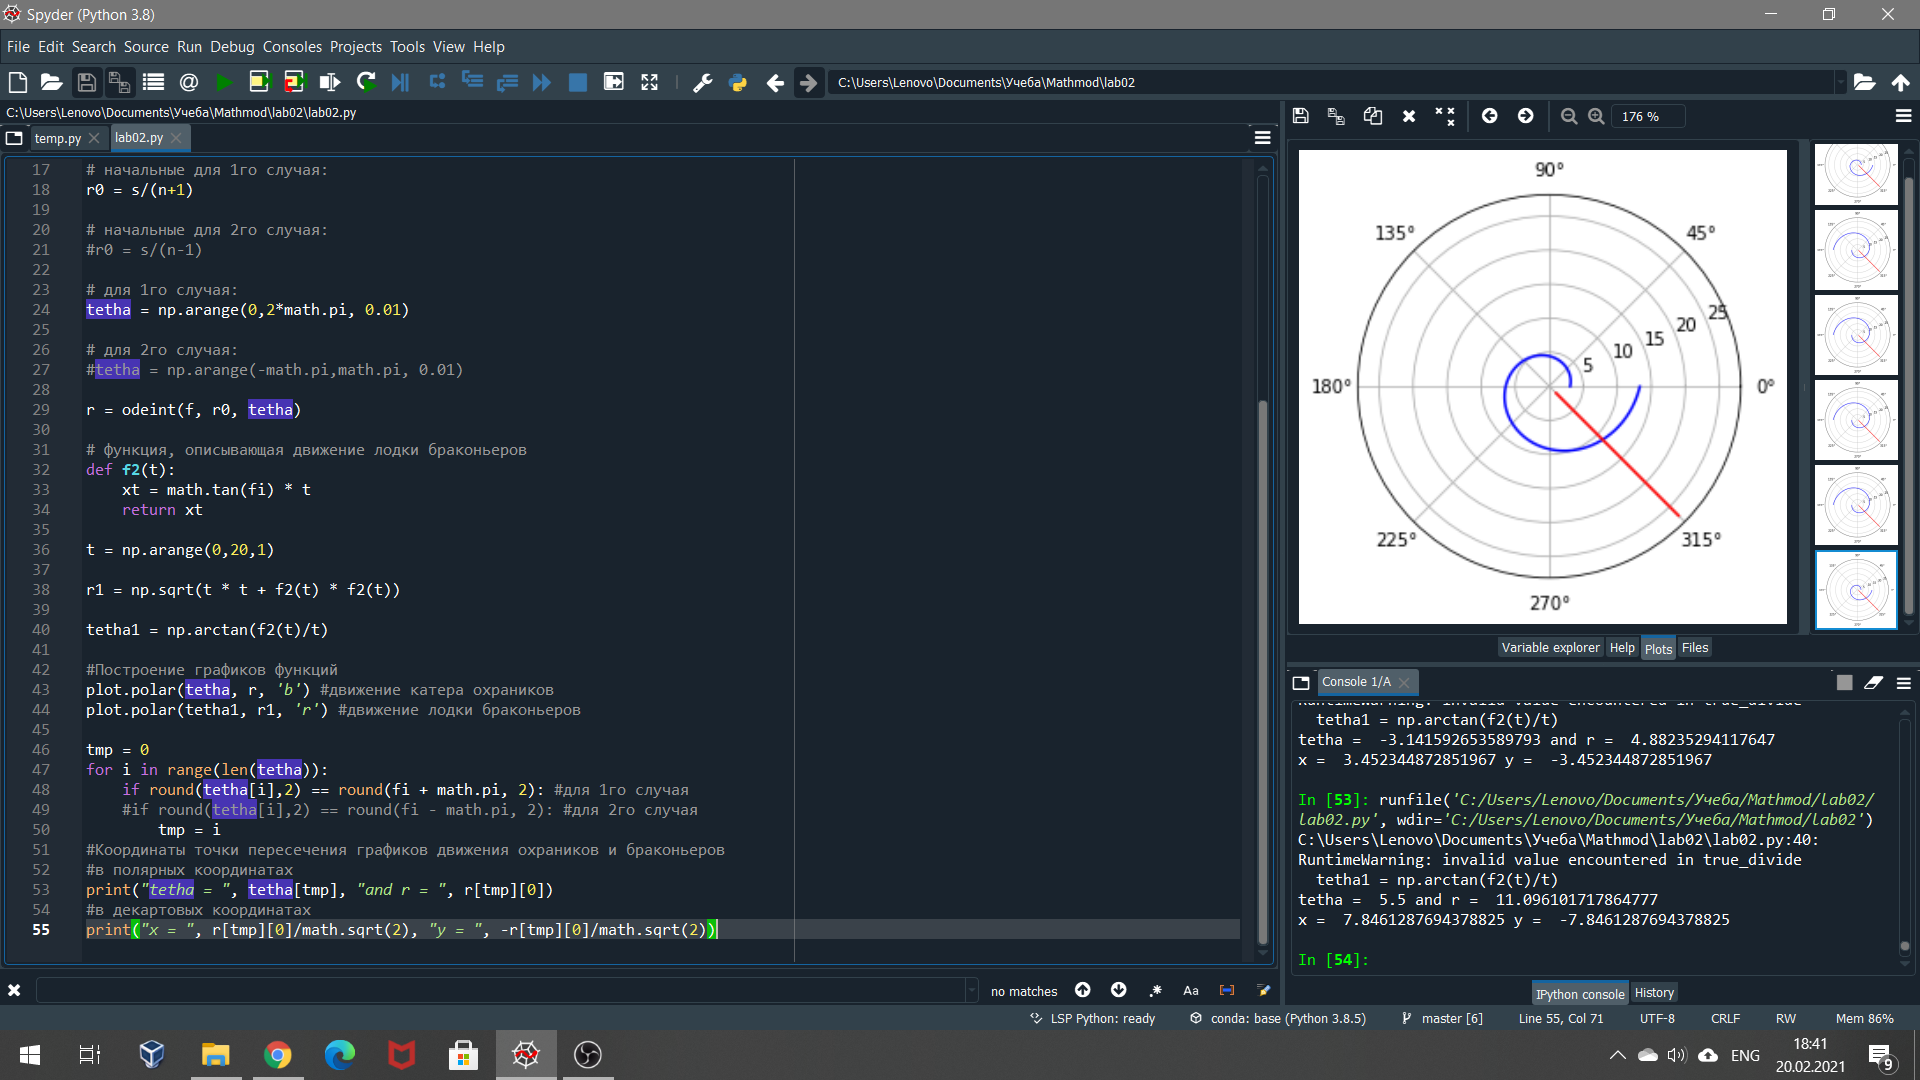 Spyder (Python 3.8)
File Edit Search Source Run Debug Consoles Projects Tools View Help
C:\Users\Lenovo\Documents\Учеба\Mathmod\lab02
C:\Users\Lenovo\Documents\Учеба\Mathmod\lab02\lab02.py
temp.py
lab02.py
17 # начальные для 1го случая:
18 r0 = s/(n+1)
19
20 # начальные для 2го случая:
21 #r0 = s/(n-1)
22
23 # для 1го случая:
24 tetha = np.arange(0,2*math.pi, 0.01)
25
26 # для 2го случая:
27 #tetha = np.arange(-math.pi,math.pi, 0.01)
28
29 r = odeint(f, r0, tetha)
30
31 # функция, описывающая движение лодки браконьеров
32 def f2(t):
33     xt = math.tan(fi) * t
34     return xt
35
36 t = np.arange(0,20,1)
37
38 r1 = np.sqrt(t * t + f2(t) * f2(t))
39
40 tetha1 = np.arctan(f2(t)/t)
41
42 #Построение графиков функций
43 plot.polar(tetha, r, 'b') #движение катера охраников
44 plot.polar(tetha1, r1, 'r') #движение лодки браконьеров
45
46 tmp = 0
47 for i in range(len(tetha)):
48     if round(tetha[i],2) == round(fi + math.pi, 2): #для 1го случая
49     #if round(tetha[i],2) == round(fi - math.pi, 2): #для 2го случая
50         tmp = i
51 #Координаты точки пересечения графиков движения охраников и браконьеров
52 #в полярных координатах
53 print("tetha = ", tetha[tmp], "and r = ", r[tmp][0])
54 #в декартовых координатах
55 print("x = ", r[tmp][0]/math.sqrt(2), "y = ", -r[tmp][0]/math.sqrt(2))
no matches
Aa
176 %
90°
135° 45°
25
20
15
10
5
180° 0°
225° 315°
270°
Variable explorer Help Plots Files
Console 1/A
RuntimeWarning: invalid value encountered in true_divide
  tetha1 = np.arctan(f2(t)/t)
tetha =  -3.141592653589793 and r =  4.88235294117647
x =  3.452344872851967 y =  -3.452344872851967
In [53]: runfile('C:/Users/Lenovo/Documents/Учеба/Mathmod/lab02/
lab02.py', wdir='C:/Users/Lenovo/Documents/Учеба/Mathmod/lab02')
C:\Users\Lenovo\Documents\Учеба\Mathmod\lab02\lab02.py:40:
RuntimeWarning: invalid value encountered in true_divide
  tetha1 = np.arctan(f2(t)/t)
tetha =  5.5 and r =  11.096101717864777
x =  7.8461287694378825 y =  -7.8461287694378825
In [54]:
IPython console History
LSP Python: ready conda: base (Python 3.8.5) master [6] Line 55, Col 71 UTF-8 CRLF RW Mem 86%
ENG
18:41
20.02.2021
9